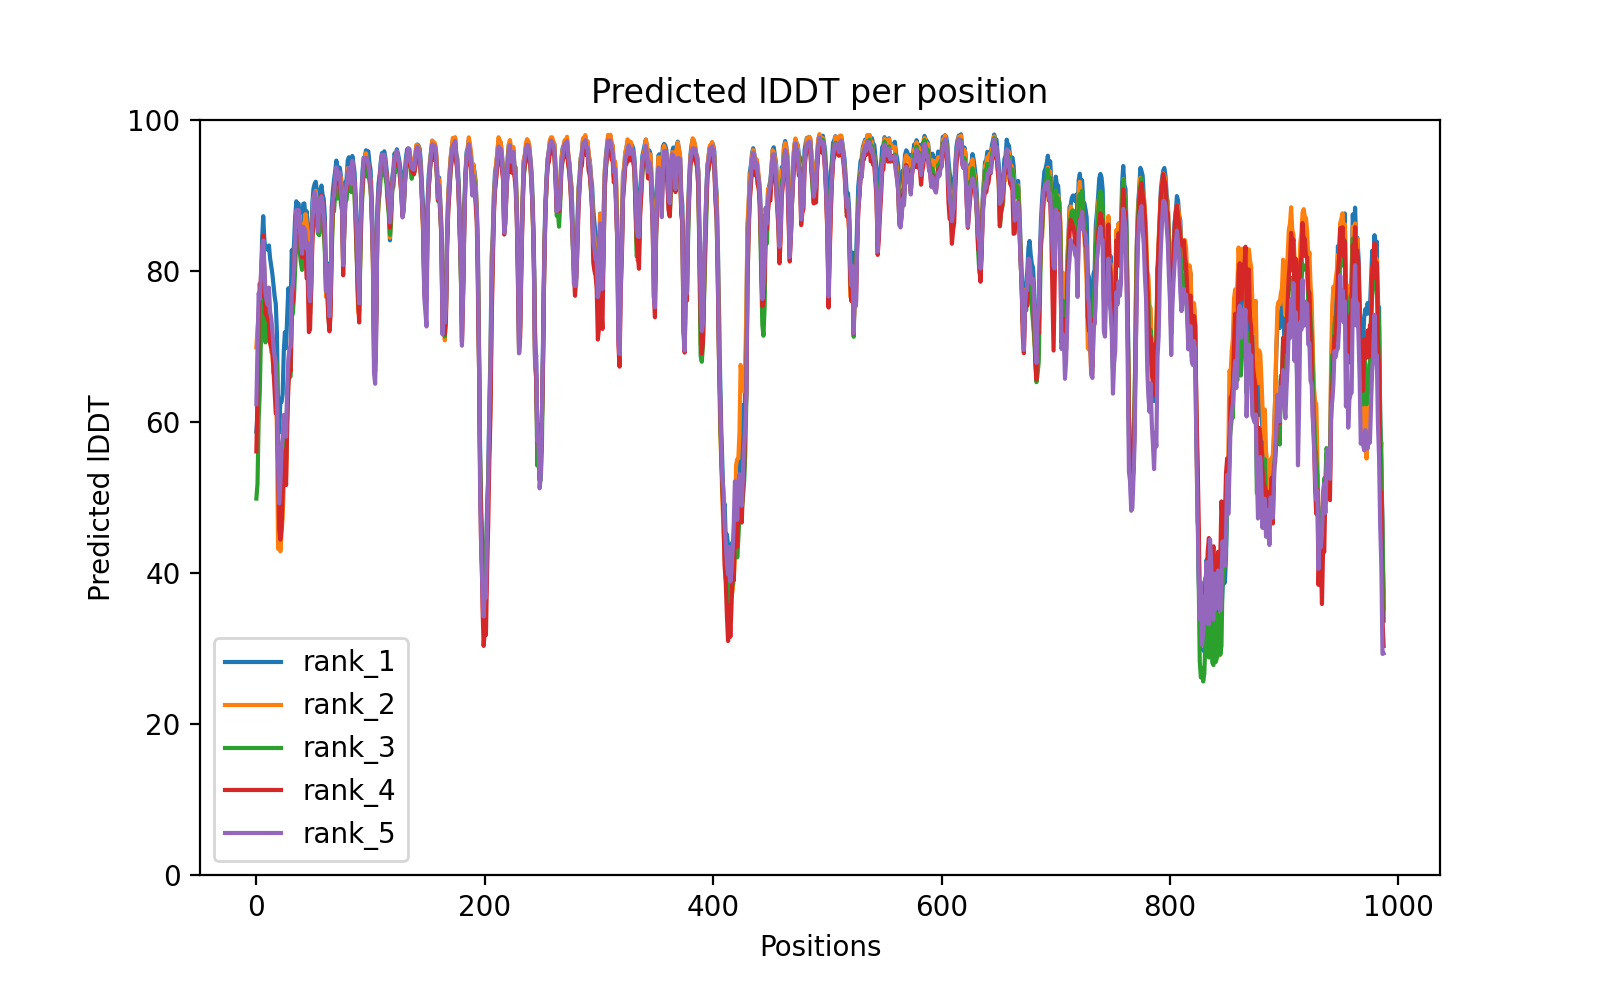 Predicted lDDT per position
100
80
60
40
20
0
Predicted lDDT
rank_1
rank_2
rank_3
rank_4
rank_5
0 200 400 600 800 1000
Positions